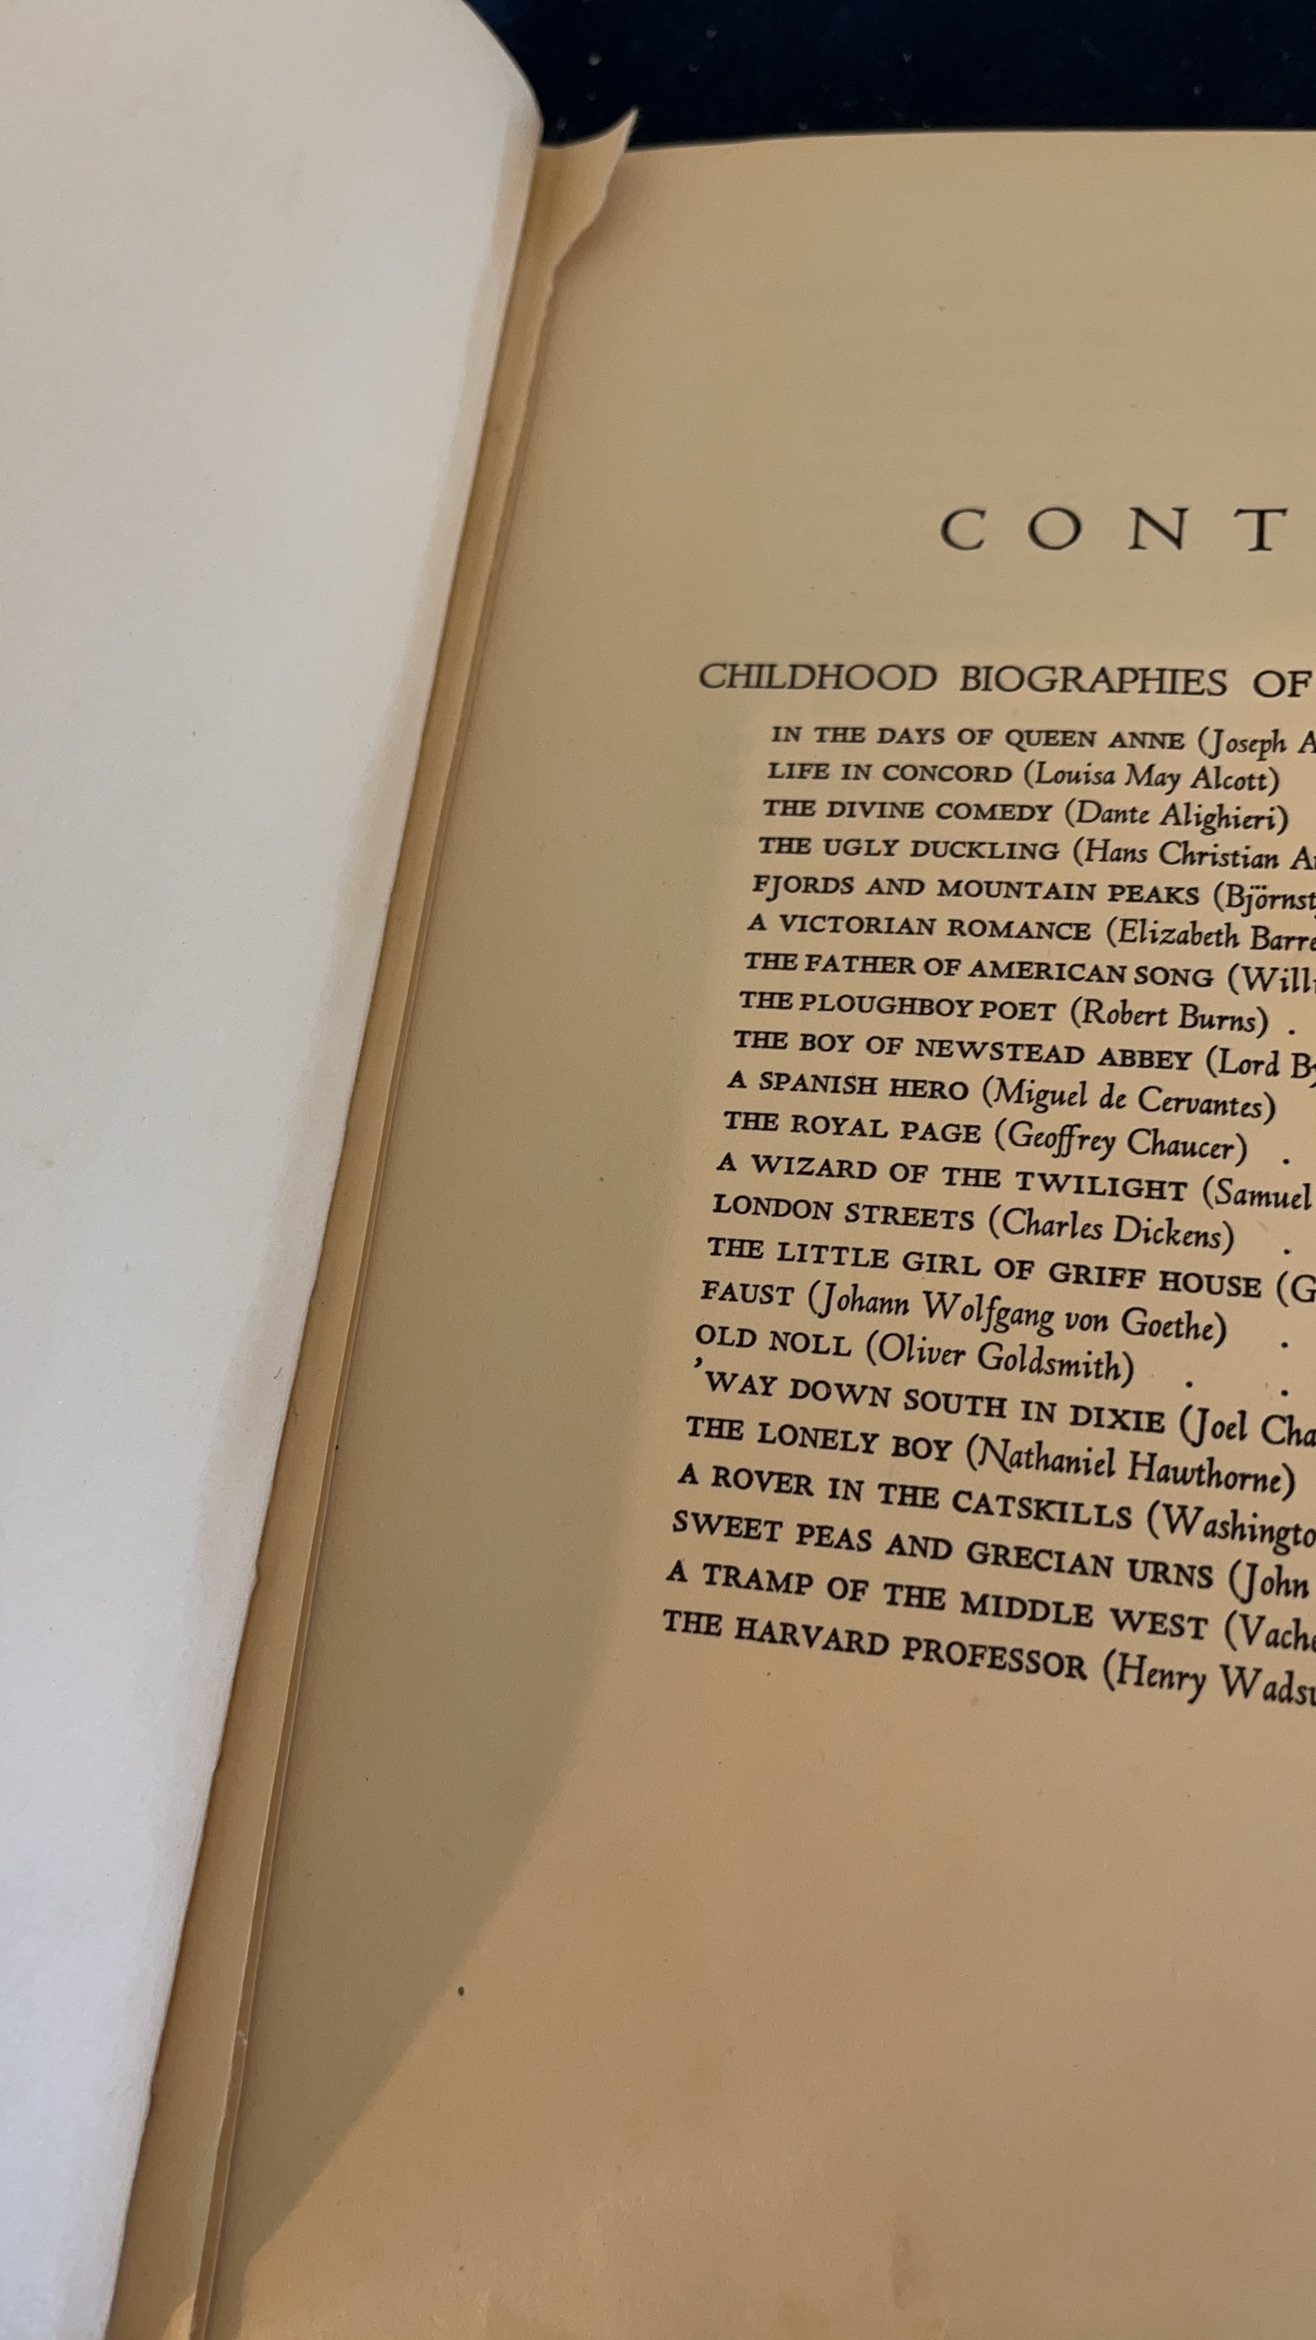 CONT
CHILDHOOD BIOGRAPHIES OF
IN THE DAYS OF QUEEN ANNE (Joseph A
LIFE IN CONCORD (Louisa May Alcott)
THE DIVINE COMEDY (Dante Alighieri)
THE UGLY DUCKLING (Hans Christian A
FJORDS AND MOUNTAIN PEAKS (Björnst
A VICTORIAN ROMANCE (Elizabeth Barre
THE FATHER OF AMERICAN SONG (Willi
THE PLOUGHBOY POET (Robert Burns) .
THE BOY OF NEWSTEAD ABBEY (Lord B
A SPANISH HERO (Miguel de Cervantes)
THE ROYAL PAGE (Geoffrey Chaucer) .
A WIZARD OF THE TWILIGHT (Samuel
LONDON STREETS (Charles Dickens) .
THE LITTLE GIRL OF GRIFF HOUSE (G
FAUST (Johann Wolfgang von Goethe) .
OLD NOLL (Oliver Goldsmith) . .
’WAY DOWN SOUTH IN DIXIE (Joel Cha
THE LONELY BOY (Nathaniel Hawthorne)
A ROVER IN THE CATSKILLS (Washingto
SWEET PEAS AND GRECIAN URNS (John
A TRAMP OF THE MIDDLE WEST (Vache
THE HARVARD PROFESSOR (Henry Wads